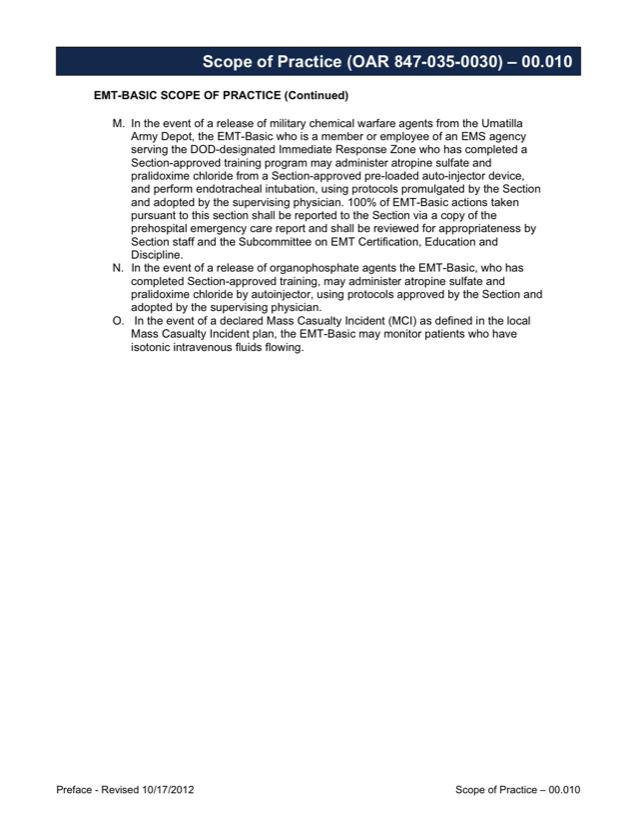 Scope of Practice (OAR 847-035-0030) – 00.010
EMT-BASIC SCOPE OF PRACTICE (Continued)
M. In the event of a release of military chemical warfare agents from the Umatilla
Army Depot, the EMT-Basic who is a member or employee of an EMS agency
serving the DOD-designated Immediate Response Zone who has completed a
Section-approved training program may administer atropine sulfate and
pralidoxime chloride from a Section-approved pre-loaded auto-injector device,
and perform endotracheal intubation, using protocols promulgated by the Section
and adopted by the supervising physician. 100% of EMT-Basic actions taken
pursuant to this section shall be reported to the Section via a copy of the
prehospital emergency care report and shall be reviewed for appropriateness by
Section staff and the Subcommittee on EMT Certification, Education and
Discipline.
N. In the event of a release of organophosphate agents the EMT-Basic, who has
completed Section-approved training, may administer atropine sulfate and
pralidoxime chloride by autoinjector, using protocols approved by the Section and
adopted by the supervising physician.
O. In the event of a declared Mass Casualty Incident (MCI) as defined in the local
Mass Casualty Incident plan, the EMT-Basic may monitor patients who have
isotonic intravenous fluids flowing.
Preface - Revised 10/17/2012
Scope of Practice – 00.010